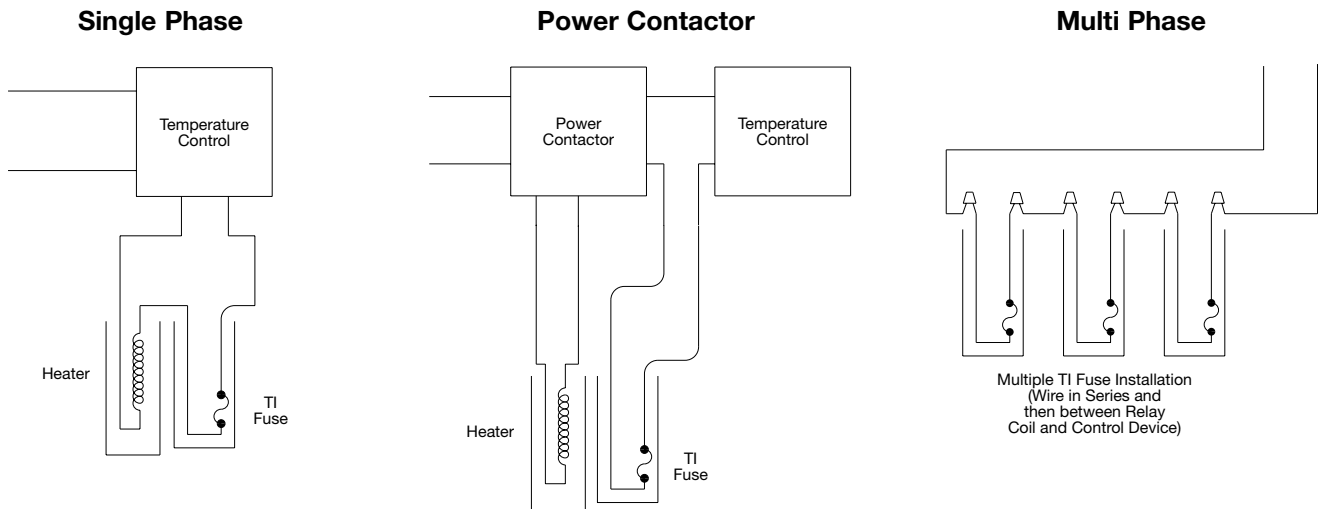 Single Phase
Temperature
Control
Heater
TI
Fuse
Power Contactor
Power
Contactor
Temperature
Control
Heater
TI
Fuse
Multi Phase
Multiple TI Fuse Installation
(Wire in Series and
then between Relay
Coil and Control Device)